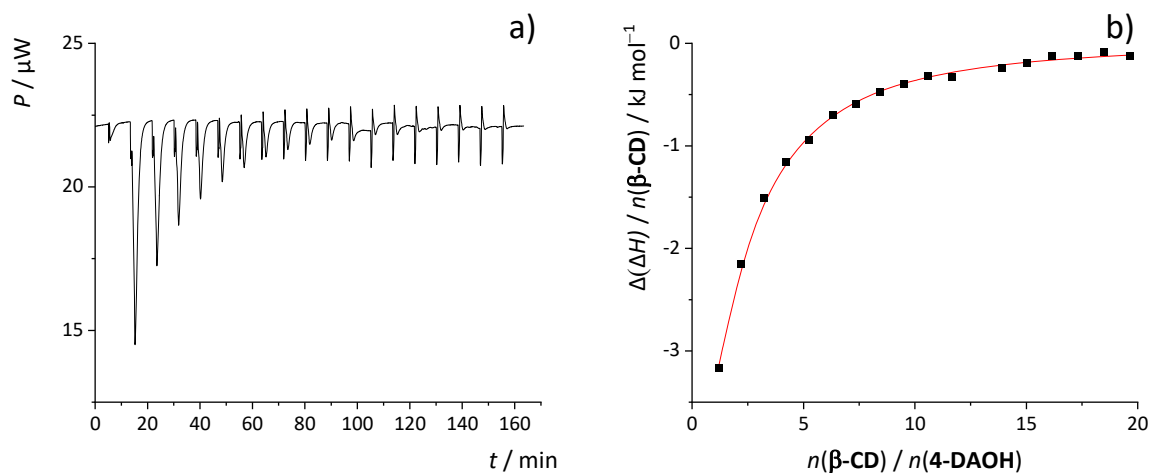 a)
P / μW
25
20
15
0 20 40 60 80 100 120 140 160
t / min
b)
Δ(ΔH) / n(β-CD) / kJ mol⁻¹
0
-1
-2
-3
0 5 10 15 20
n(β-CD) / n(4-DAOH)